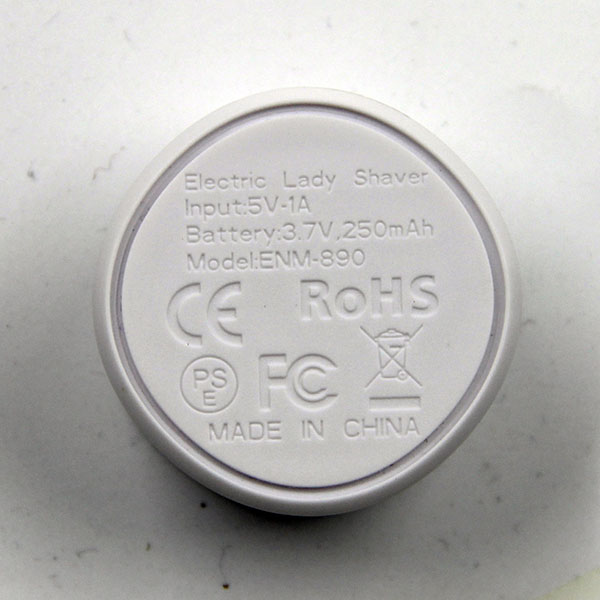 Electric Lady Shaver
Input:5V-1A
Battery:3.7V,250mAh
Model:ENM-890
CE RoHS
PSE FC
MADE IN CHINA